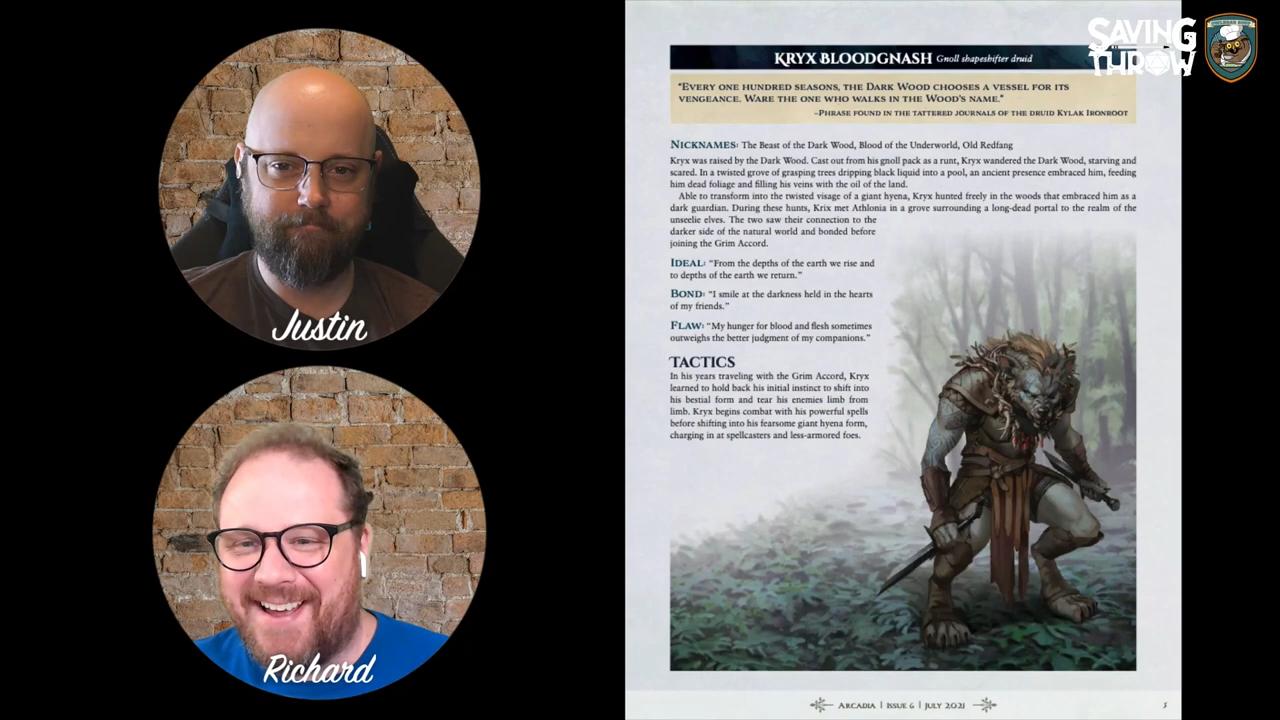 Justin
Richard
SAVING
THROW
KRYX BLOODGNASH Gnoll shapeshifter druid
"Every one hundred seasons, the Dark Wood chooses a vessel for its
vengeance. Ware the one who walks in the Wood's name."
–Phrase found in the tattered journals of the druid Kylak Ironroot
Nicknames: The Beast of the Dark Wood, Blood of the Underworld, Old Redfang
Kryx was raised by the Dark Wood. Cast out from his gnoll pack as a runt, Kryx wandered the Dark Wood, starving and
scared. In a twisted grove of grasping trees dripping black liquid into a pool, an ancient presence embraced him, feeding
him dead foliage and filling his veins with the oil of the land.
Able to transform into the twisted visage of a giant hyena, Kryx hunted freely in the woods that embraced him as a
dark guardian. During these hunts, Krix met Athlonia in a grove surrounding a long-dead portal to the realm of the
unseelie elves. The two saw their connection to the
darker side of the natural world and bonded before
joining the Grim Accord.
Ideal: "From the depths of the earth we rise and
to depths of the earth we return."
Bond: "I smile at the darkness held in the hearts
of my friends."
Flaw: "My hunger for blood and flesh sometimes
outweighs the better judgment of my companions."
TACTICS
In his years traveling with the Grim Accord, Kryx
learned to hold back his initial instinct to shift into
his bestial form and tear his enemies limb from
limb. Kryx begins combat with his powerful spells
before shifting into his fearsome giant hyena form,
charging in at spellcasters and less-armored foes.
Arcadia | Issue 6 | July 2021
5